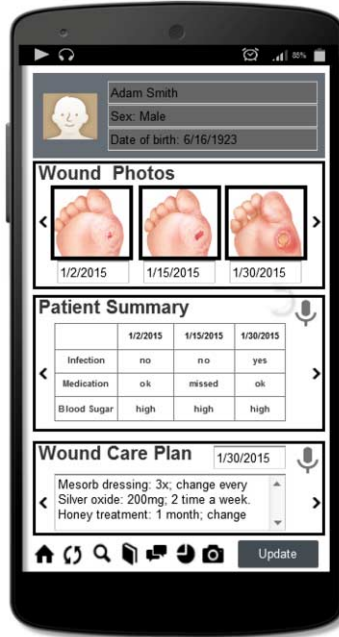 85%
Adam Smith
Sex: Male
Date of birth: 6/16/1923
Wound Photos
1/2/2015 1/15/2015 1/30/2015
Patient Summary
1/2/2015 1/15/2015 1/30/2015
Infection no no yes
Medication ok missed ok
Blood Sugar high high high
Wound Care Plan 1/30/2015
Mesorb dressing: 3x; change every
Silver oxide: 200mg; 2 time a week.
Honey treatment: 1 month; change
Update